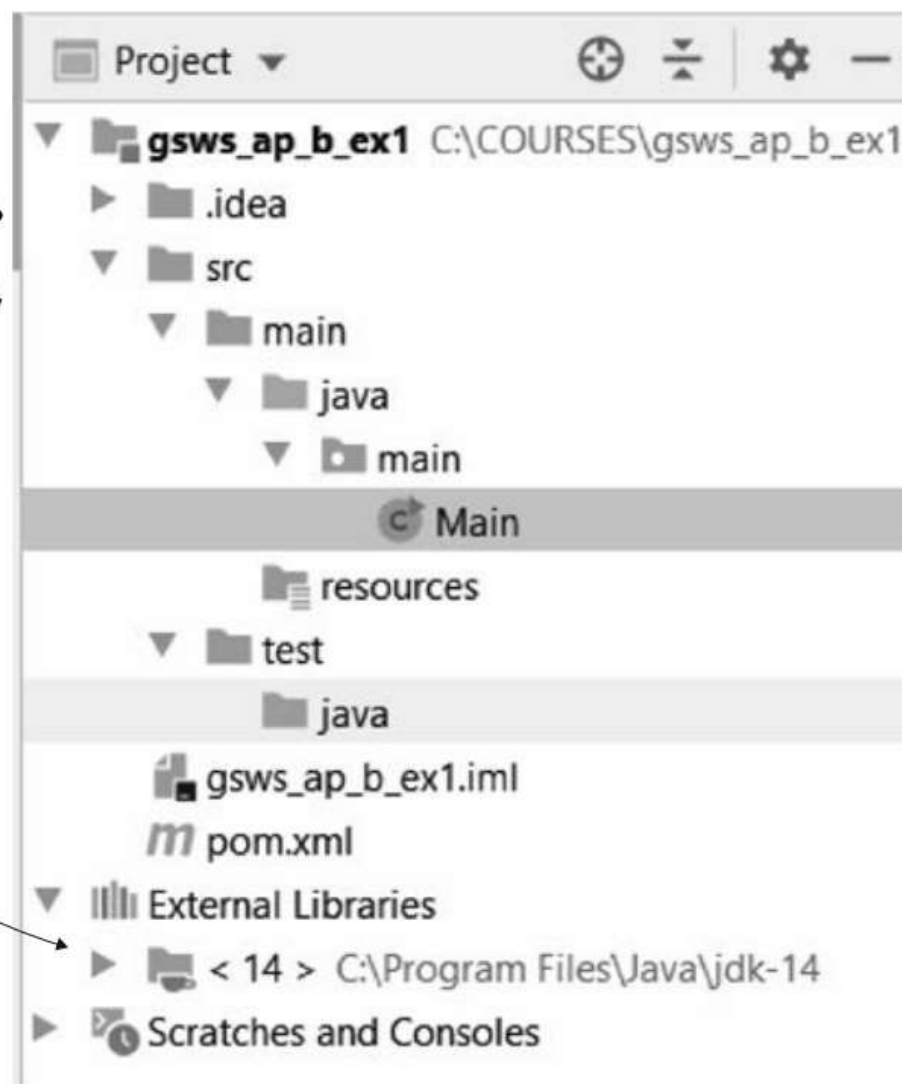 Project
gsws_ap_b_ex1 C:\COURSES\gsws_ap_b_ex1
.idea
src
main
java
main
C Main
resources
test
java
gsws_ap_b_ex1.iml
m pom.xml
External Libraries
< 14 > C:\Program Files\Java\jdk-14
Scratches and Consoles